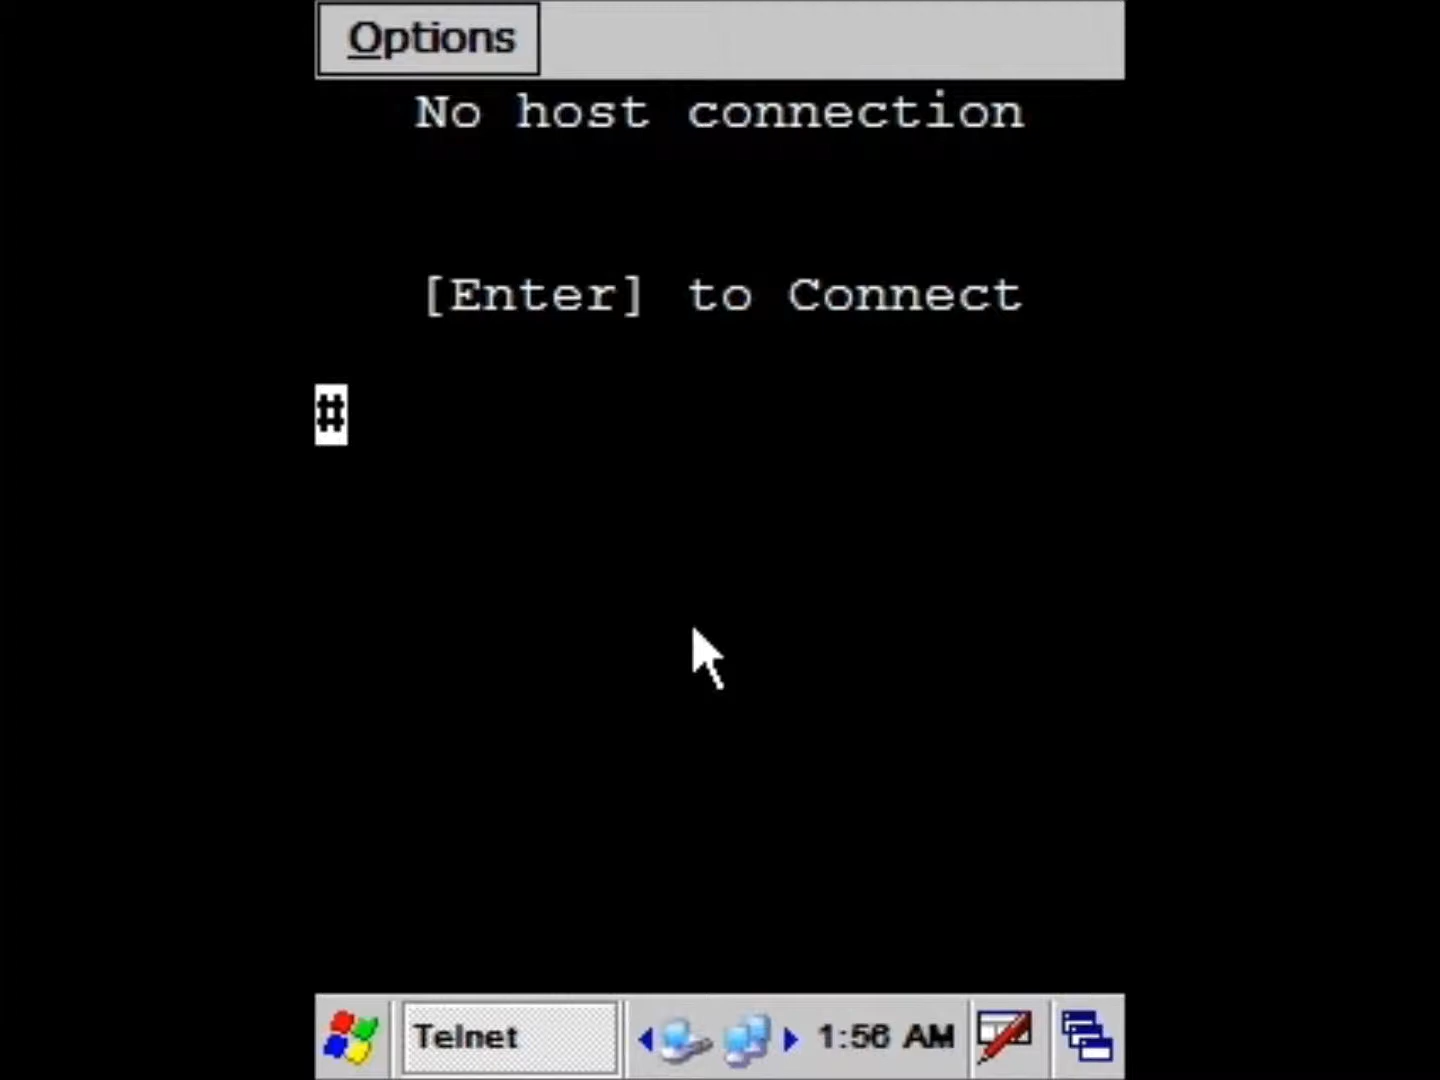 Options
No host connection
[Enter] to Connect
#
Telnet
1:56 AM